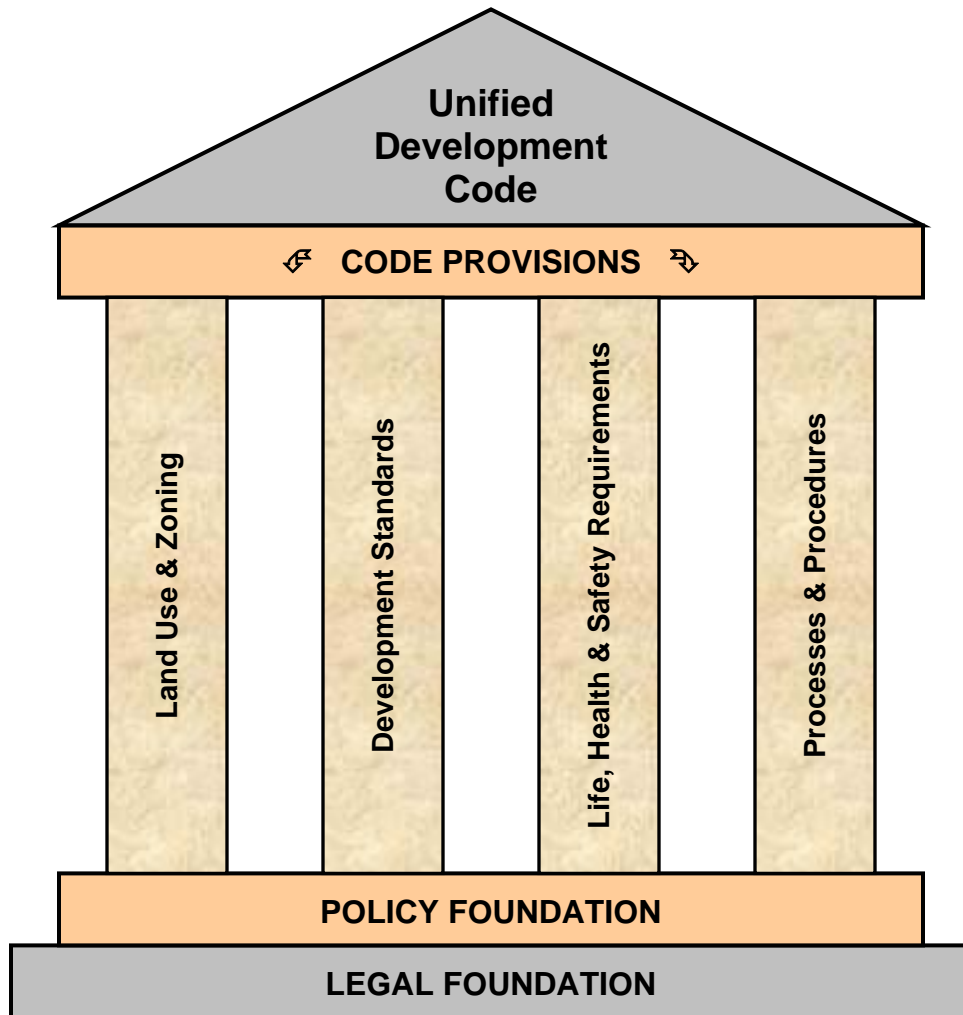 Unified
Development
Code
CODE PROVISIONS
Land Use & Zoning
Development Standards
Life, Health & Safety Requirements
Processes & Procedures
POLICY FOUNDATION
LEGAL FOUNDATION